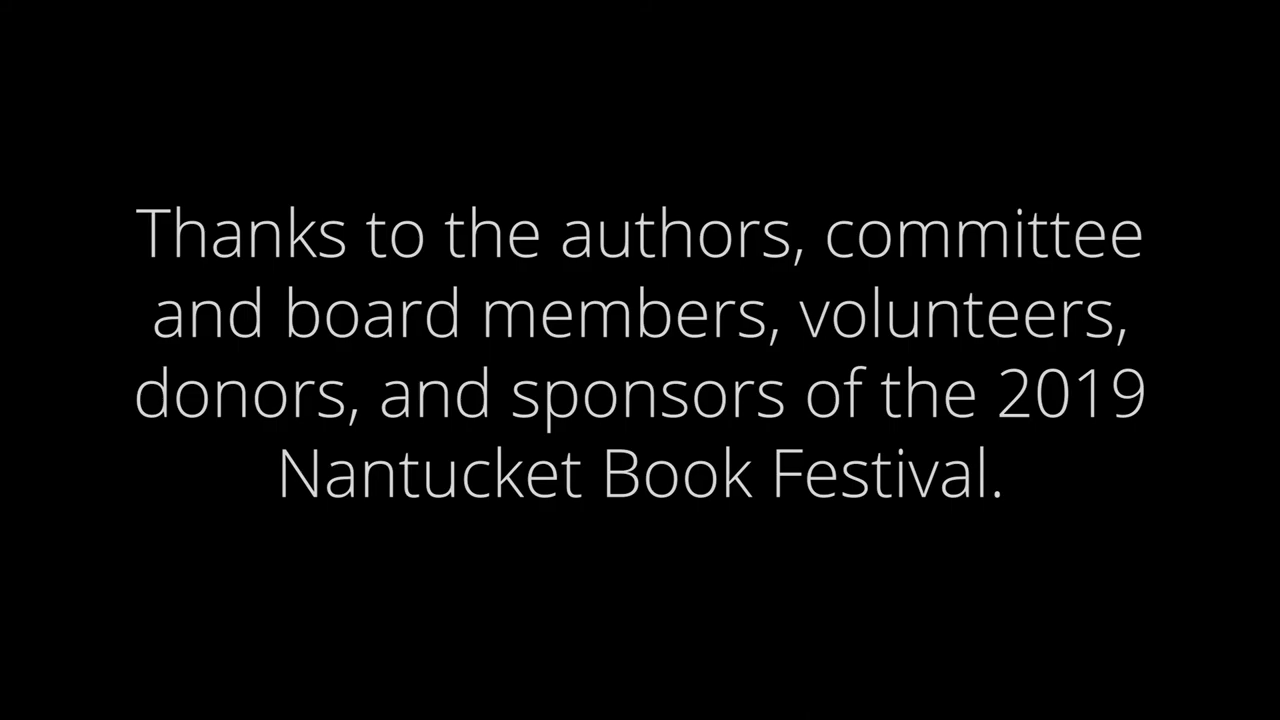 Thanks to the authors, committee
and board members, volunteers,
donors, and sponsors of the 2019
Nantucket Book Festival.